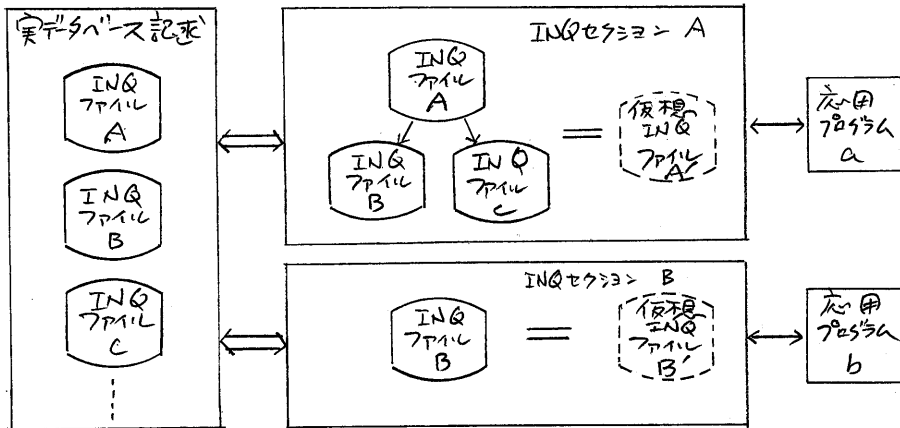 実データベース記述
INQ
ファイル
A
INQ
ファイル
B
INQ
ファイル
C
INQセクション A
INQ
ファイル
A
INQ
ファイル
B
INQ
ファイル
C
仮想
INQ
ファイル
A'
応用
プログラム
a
INQセクション B
INQ
ファイル
B
仮想
INQ
ファイル
B'
応用
プログラム
b